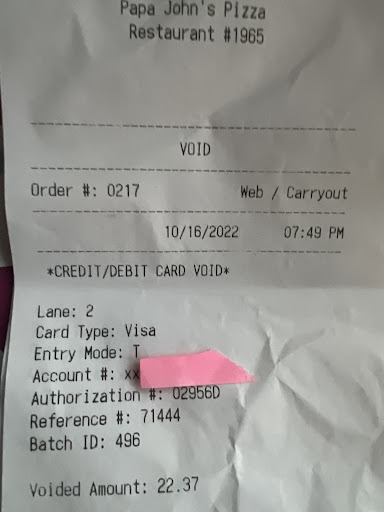 Papa John's Pizza
Restaurant #1965
VOID
Order #: 0217 Web / Carryout
10/16/2022 07:49 PM
*CREDIT/DEBIT CARD VOID*
Lane: 2
Card Type: Visa
Entry Mode: T
Account #: xx
Authorization #: 02956D
Reference #: 71444
Batch ID: 496
Voided Amount: 22.37